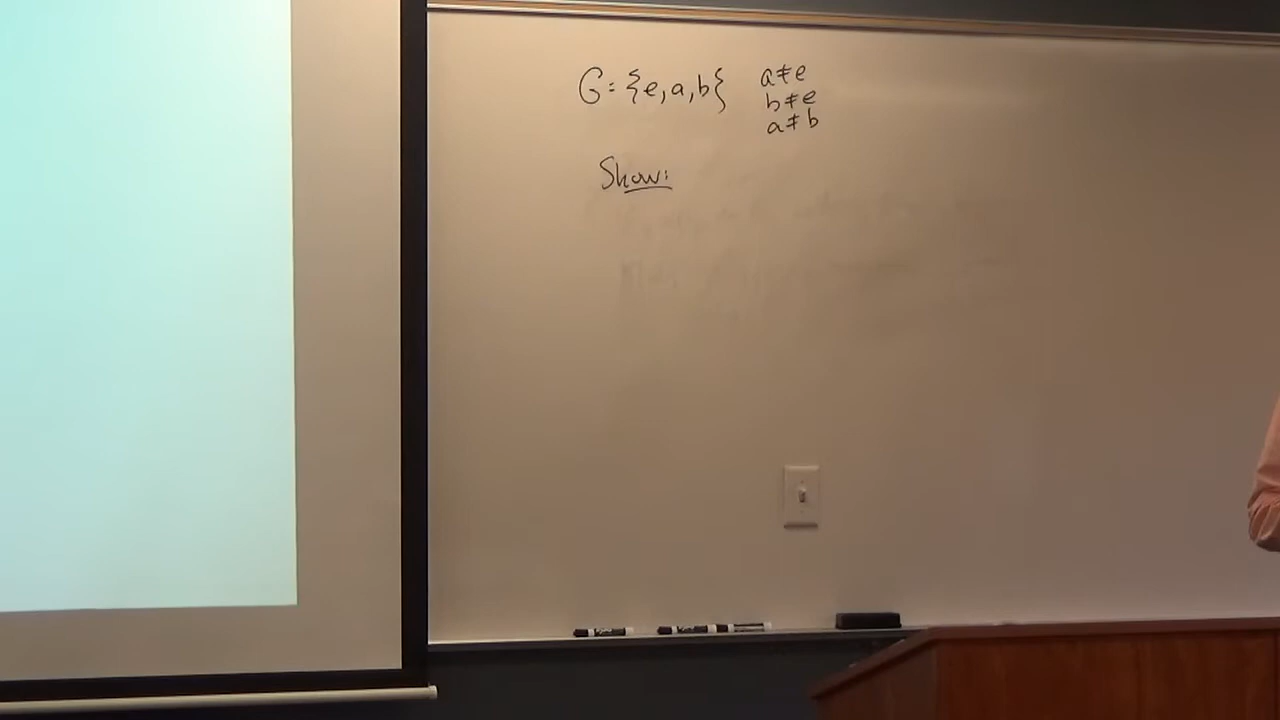 G = {e, a, b} a ≠ e
b ≠ e
a ≠ b
Show: